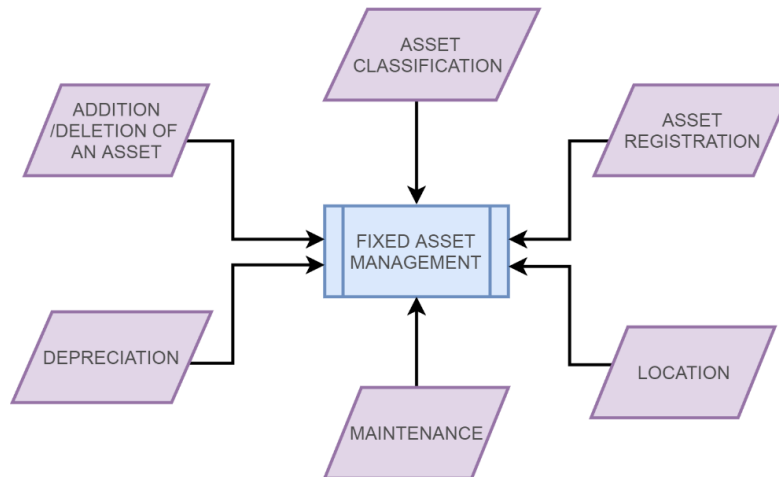 ASSET
CLASSIFICATION
ADDITION
/DELETION OF
AN ASSET
ASSET
REGISTRATION
FIXED ASSET
MANAGEMENT
DEPRECIATION
LOCATION
MAINTENANCE